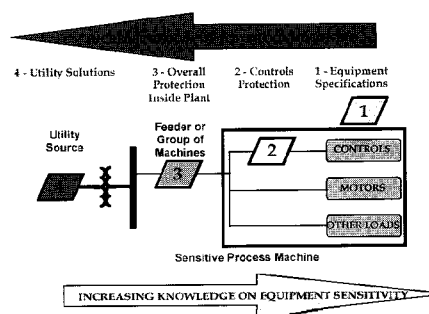 4 - Utility Solutions
3 - Overall
Protection
Inside Plant
2 - Controls
Protection
1 - Equipment
Specifications
1
Utility
Source
Feeder or
Group of
Machines
3
2
CONTROLS
MOTORS
OTHER LOADS
Sensitive Process Machine
INCREASING KNOWLEDGE ON EQUIPMENT SENSITIVITY